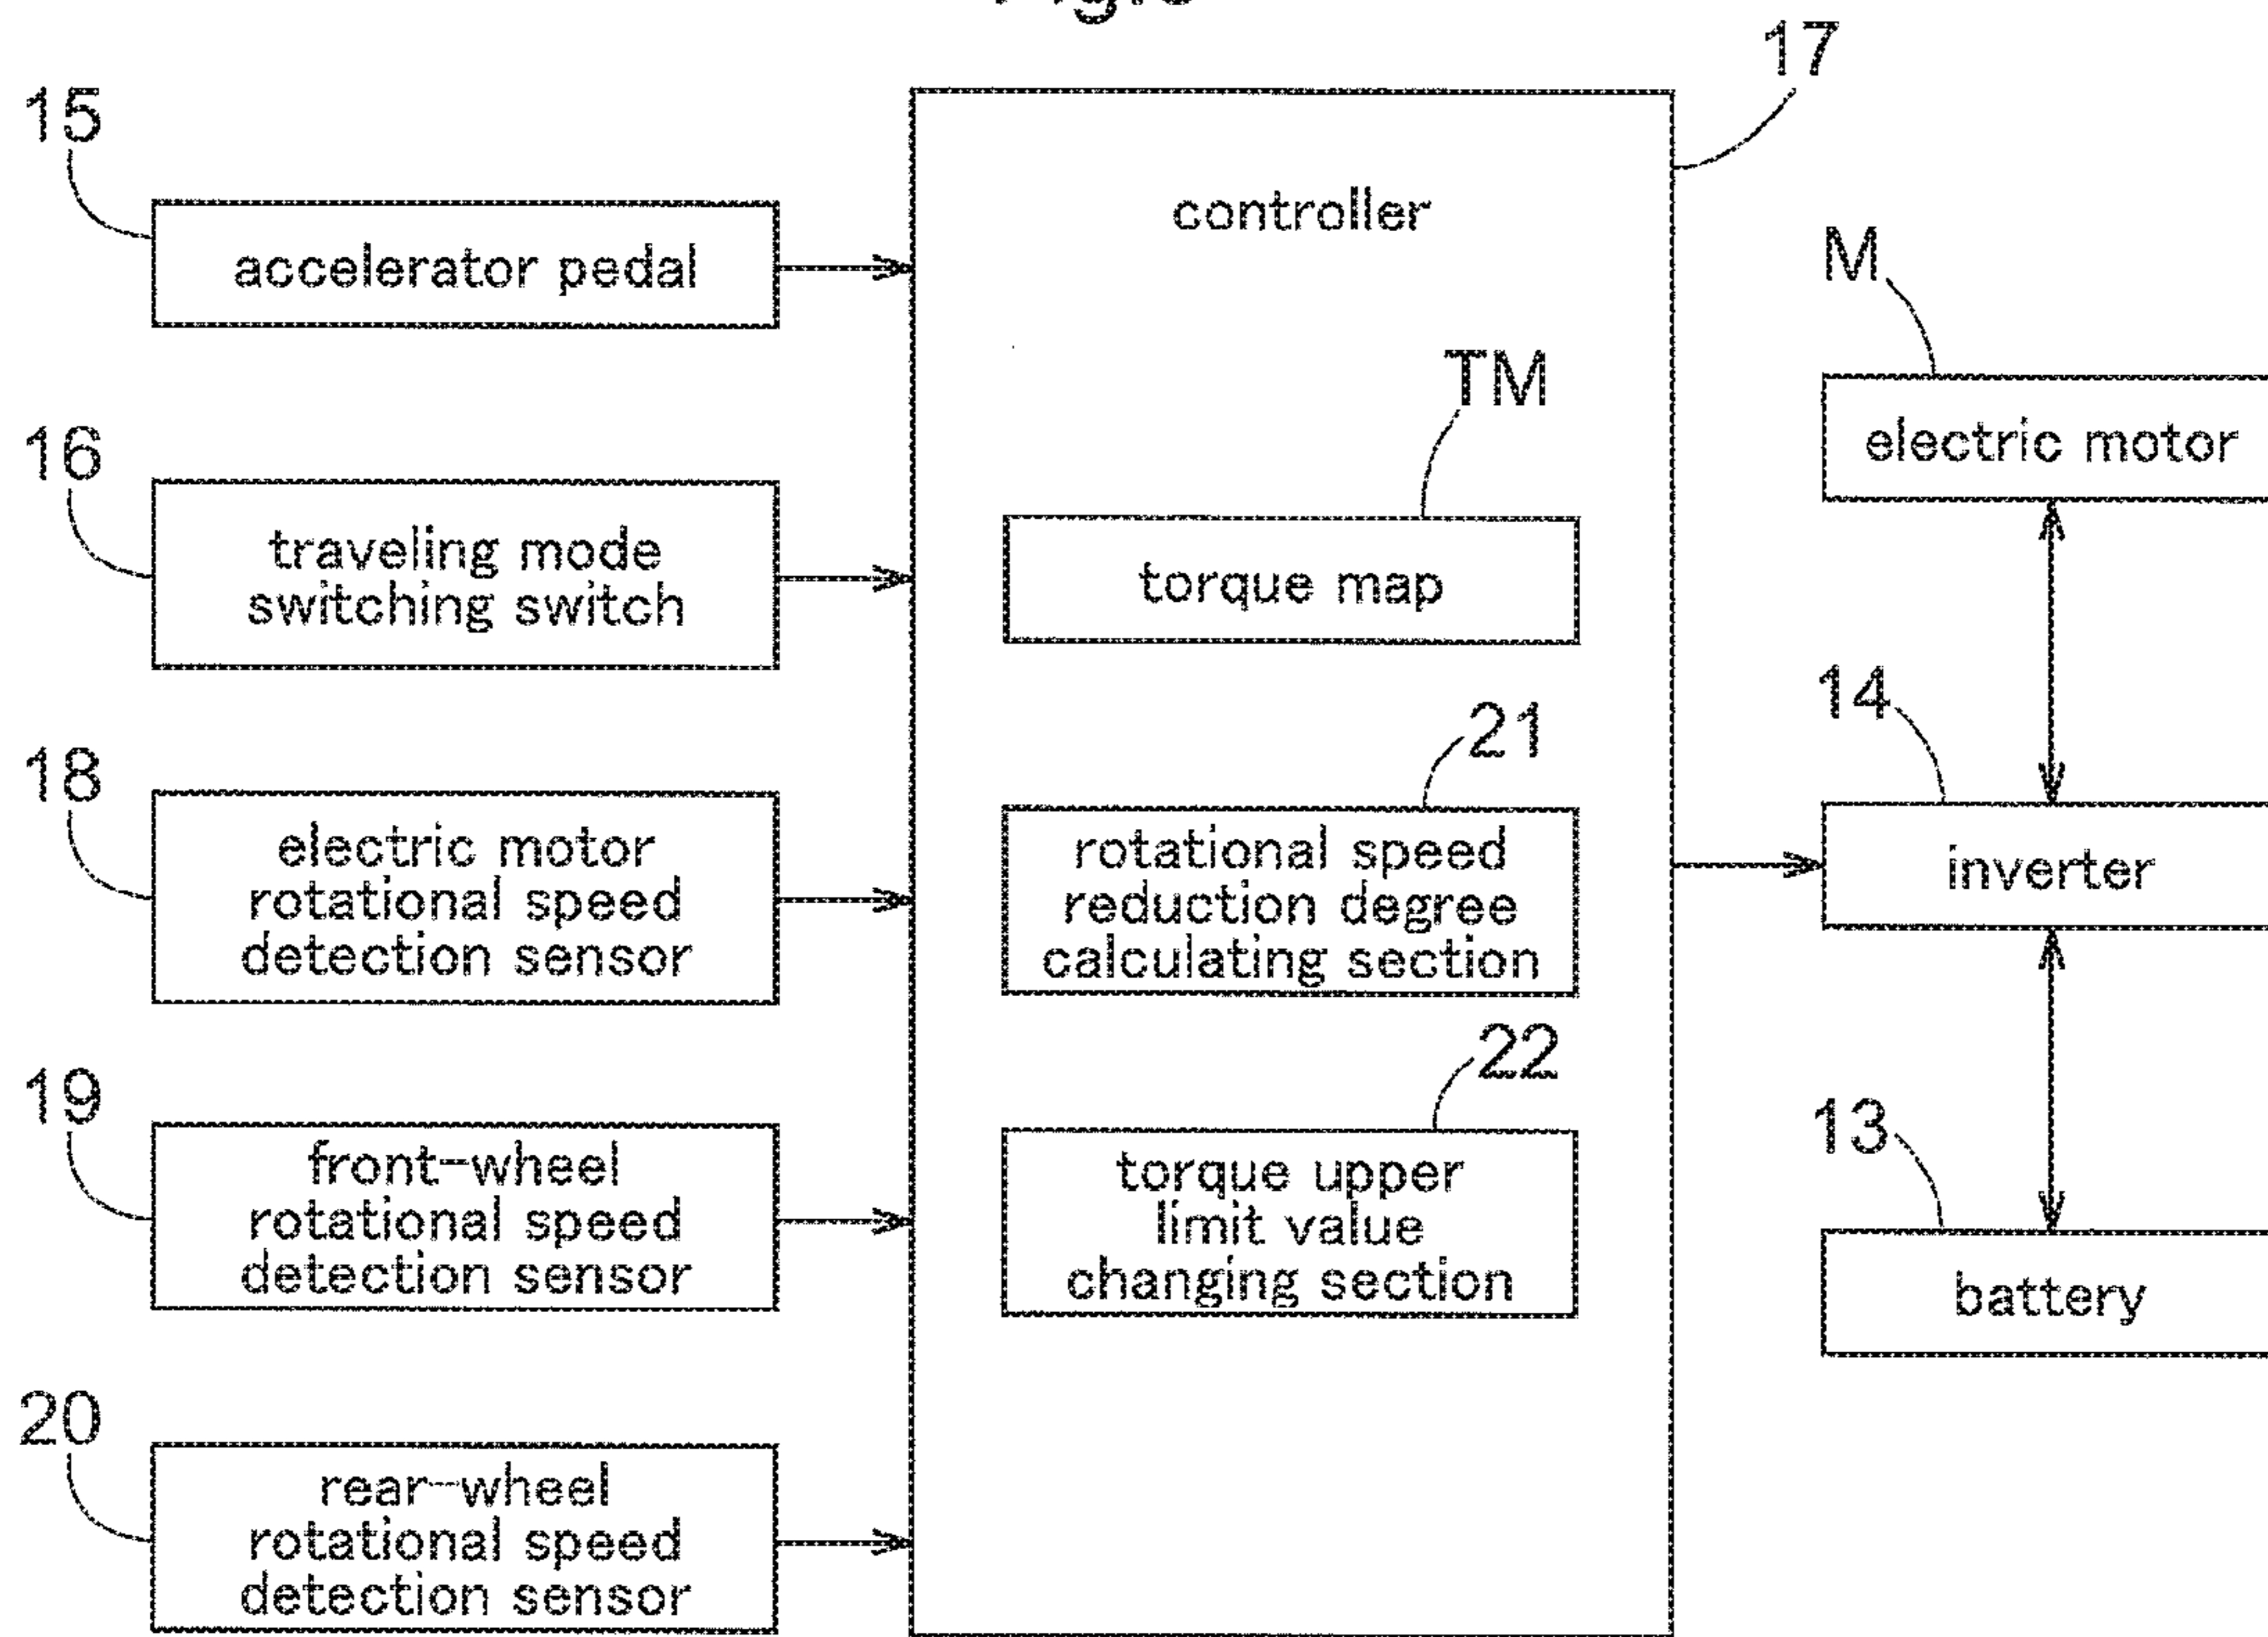 17
15
controller
accelerator pedal
M
TM
electric motor
16
traveling mode
switching switch
torque map
14
21
18
electric motor
rotational speed
detection sensor
rotational speed
reduction degree
calculating section
inverter
22
19
13
front-wheel
rotational speed
detection sensor
torque upper
limit value
changing section
battery
20
rear-wheel
rotational speed
detection sensor